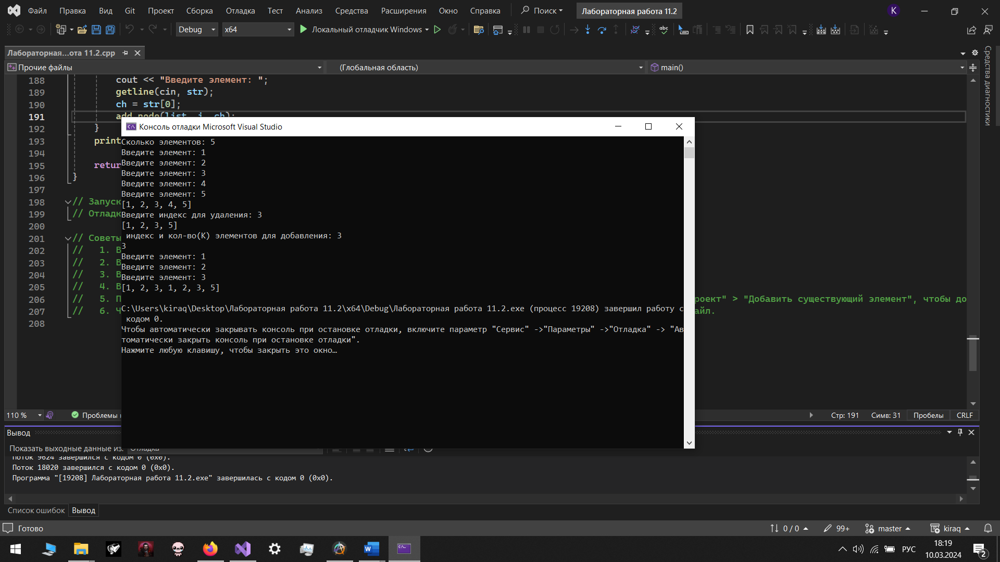 Файл Правка Вид Git Проект Сборка Отладка Тест Анализ Средства Расширения Окно Справка Поиск Лабораторная работа 11.2 K
Debug x64 Локальный отладчик Windows
Лабораторная...ота 11.2.cpp
Прочие файлы (Глобальная область) main()
Средства диагностики
188 cout << "Введите элемент: ";
189 getline(cin, str);
190 ch = str[0];
191 add_node(list, i, ch);
192 }
193 print
194
195 retur
196 }
197
198 // Запуск
199 // Отладк
200
201 // Советы
202 // 1. В
203 // 2. В
204 // 3. В
205 // 4. В
206 // 5. П роект" > "Добавить существующий элемент", чтобы до
207 // 6. Ч айл.
208
Консоль отладки Microsoft Visual Studio
Сколько элементов: 5
Введите элемент: 1
Введите элемент: 2
Введите элемент: 3
Введите элемент: 4
Введите элемент: 5
[1, 2, 3, 4, 5]
Введите индекс для удаления: 3
[1, 2, 3, 5]
индекс и кол-во(K) элементов для добавления: 3
3
Введите элемент: 1
Введите элемент: 2
Введите элемент: 3
[1, 2, 3, 1, 2, 3, 5]
C:\Users\kiraq\Desktop\Лабораторная работа 11.2\x64\Debug\Лабораторная работа 11.2.exe (процесс 19208) завершил работу с
кодом 0.
Чтобы автоматически закрывать консоль при остановке отладки, включите параметр "Сервис" ->"Параметры" ->"Отладка" -> "Ав
томатически закрыть консоль при остановке отладки".
Нажмите любую клавишу, чтобы закрыть это окно…
110 % Проблемы Стр: 191 Симв: 31 Пробелы CRLF
Вывод
Показать выходные данные из: Отладка
Поток 9624 завершился с кодом 0 (0x0).
Поток 18020 завершился с кодом 0 (0x0).
Программа "[19208] Лабораторная работа 11.2.exe" завершилась с кодом 0 (0x0).
Список ошибок Вывод
Готово 0 / 0 99+ master kiraq
РУС 18:19
10.03.2024 2